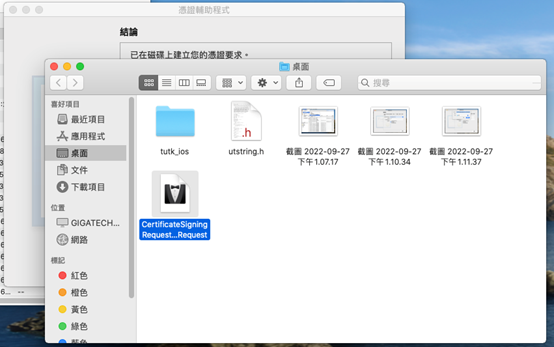 憑證輔助程式
結論
已在磁碟上建立您的憑證要求。
桌面
搜尋
喜好項目
最近項目
應用程式
桌面
文件
下載項目
位置
GIGATECH...
網路
標記
紅色
橙色
黃色
綠色
藍色
.h
tutk_ios
utstring.h
截圖 2022-09-27
下午1.07.17
截圖 2022-09-27
下午1.10.34
截圖 2022-09-27
下午1.11.37
CertificateSigning
Request...Request